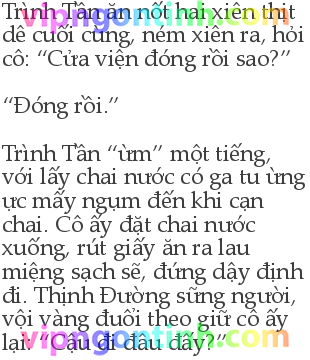 Trình Tần ăn nốt hai xiên thịt
dê cuối cùng, ném xiên ra, hỏi
cô: “Cửa viện đóng rồi sao?”
“Đóng rồi.”
Trình Tần “ừm” một tiếng,
với lấy chai nước có ga tu ừng
ực mấy ngụm đến khi cạn
chai. Cô ấy đặt chai nước
xuống, rút giấy ăn ra lau
miệng sạch sẽ, đứng dậy định
đi. Thịnh Đường sững người,
vội vàng đuổi theo giữ cô ấy
lại: “Cậu đi đâu đấy?”
vipngontinh.com
vipngontinh.com